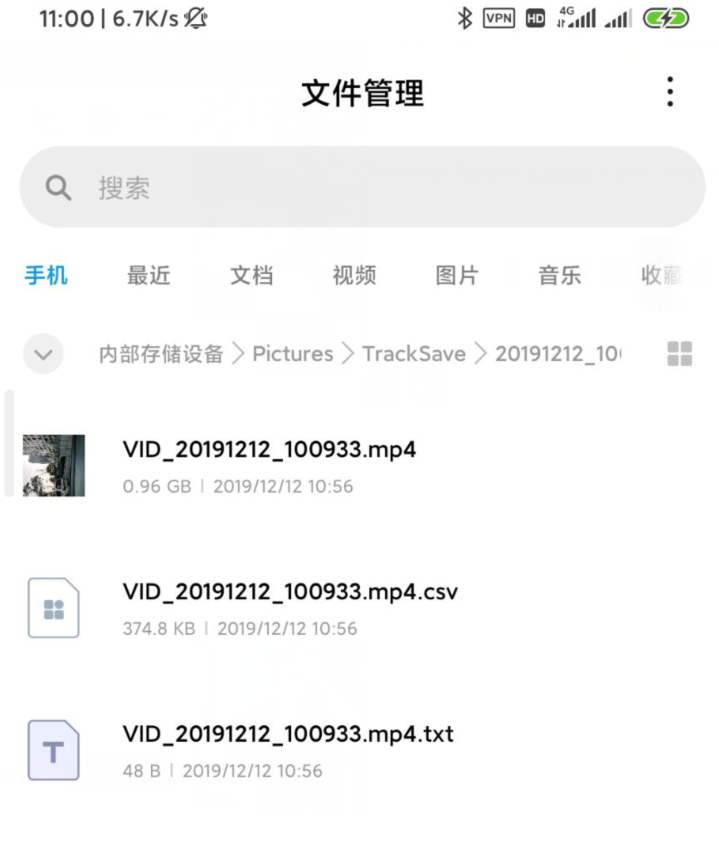 11:00 | 6.7K/s VPN HD 4G
文件管理
搜索
手机 最近 文档 视频 图片 音乐 收藏
内部存储设备 > Pictures > TrackSave > 20191212_10
VID_20191212_100933.mp4
0.96 GB | 2019/12/12 10:56
VID_20191212_100933.mp4.csv
374.8 KB | 2019/12/12 10:56
T
VID_20191212_100933.mp4.txt
48 B | 2019/12/12 10:56